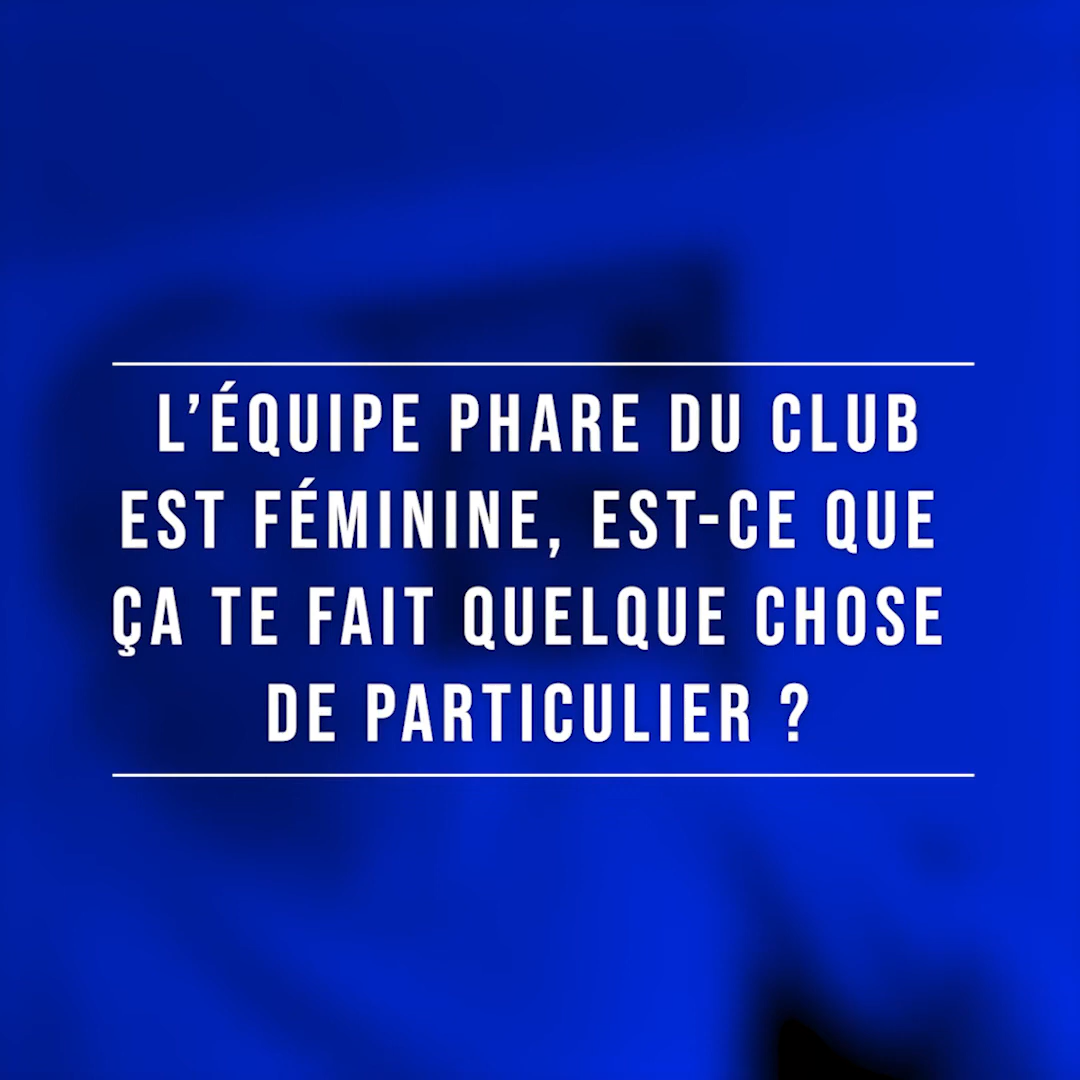 L’ÉQUIPE PHARE DU CLUB
EST FÉMININE, EST-CE QUE
ÇA TE FAIT QUELQUE CHOSE
DE PARTICULIER ?